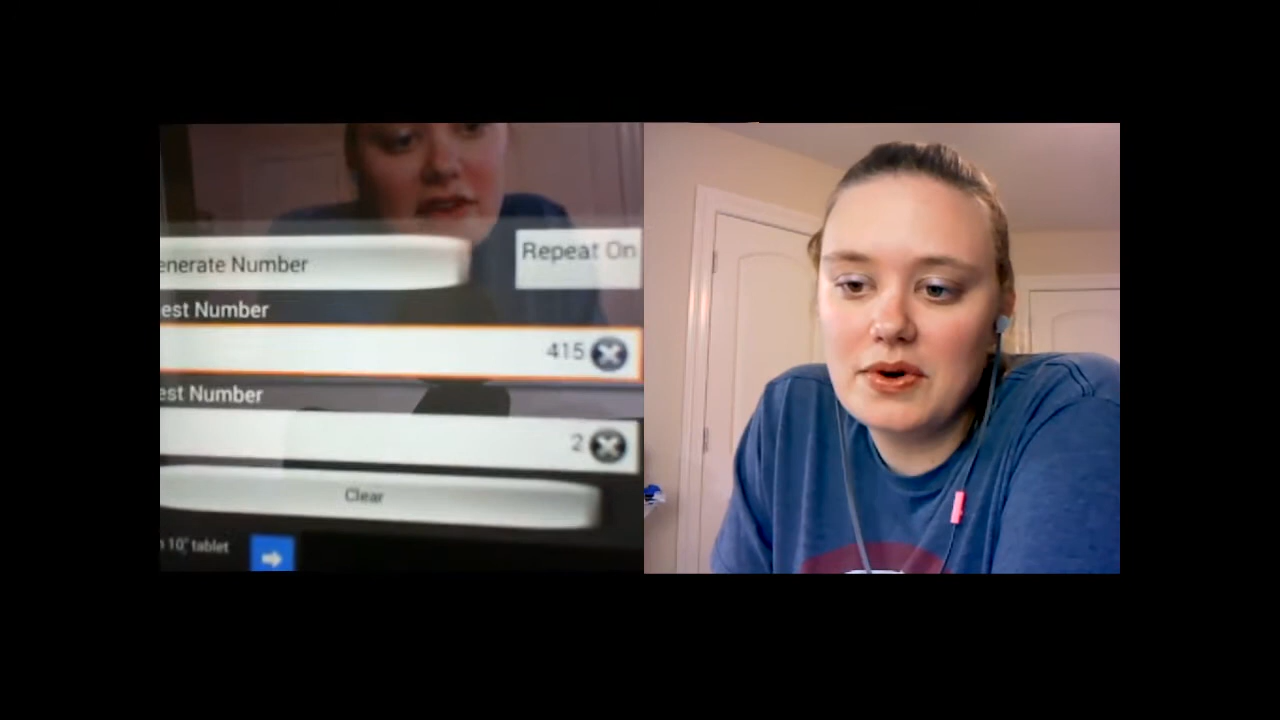 enerate Number
Repeat On
est Number
415
est Number
2
Clear
10" tablet